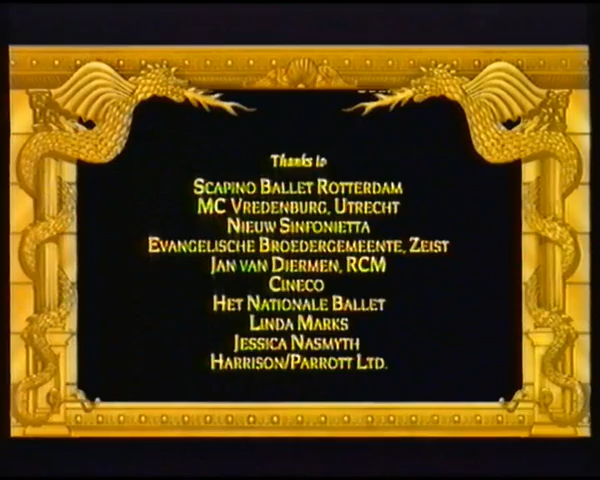 Thanks to
SCAPINO BALLET ROTTERDAM
MC VREDENBURG, UTRECHT
NIEUW SINFONIETTA
EVANGELISCHE BROEDERGEMEENTE, ZEIST
JAN VAN DIERMEN, RCM
CINECO
HET NATIONALE BALLET
LINDA MARKS
JESSICA NASMYTH
HARRISON/PARROTT LTD.